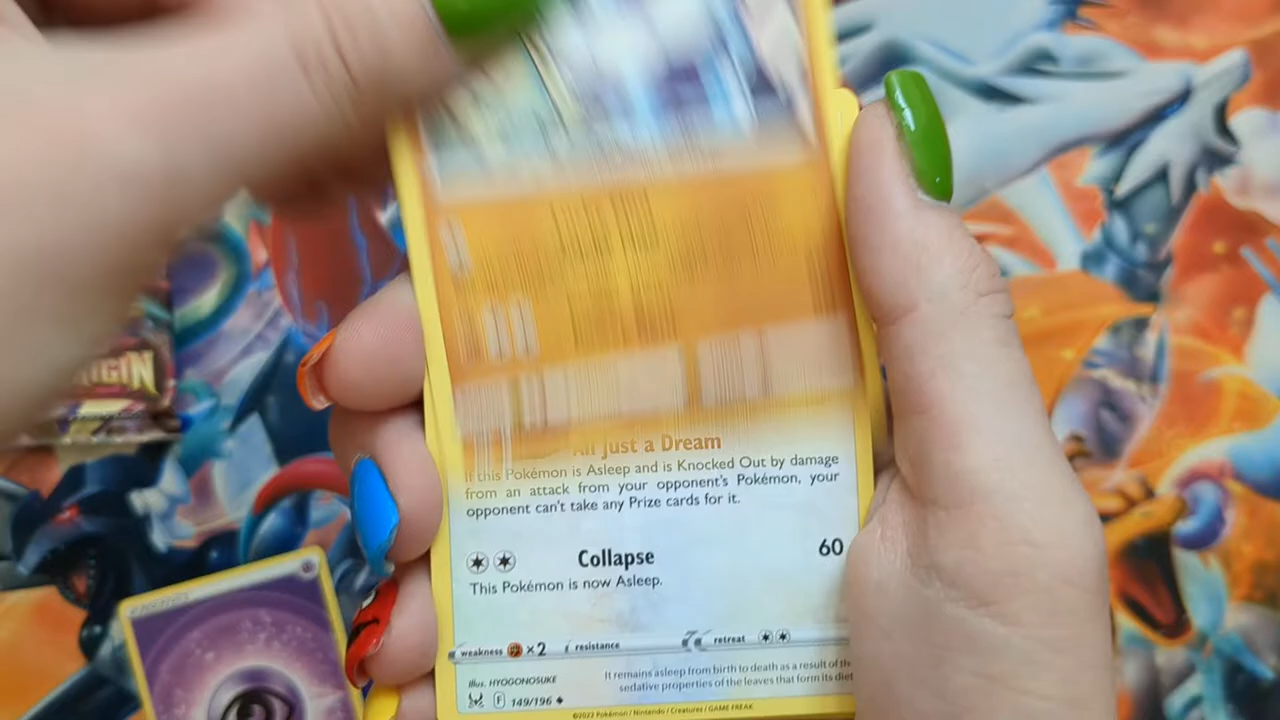 All Just a Dream
If this Pokémon is Asleep and is Knocked Out by damage
from an attack from your opponent's Pokémon, your
opponent can't take any Prize cards for it.
Collapse 60
This Pokémon is now Asleep.
weakness ×2 resistance retreat
It remains asleep from birth to death as a result of the
sedative properties of the leaves that form its diet
Illus. HYOGONOSUKE
F 149/196
©2022 Pokémon / Nintendo / Creatures / GAME FREAK